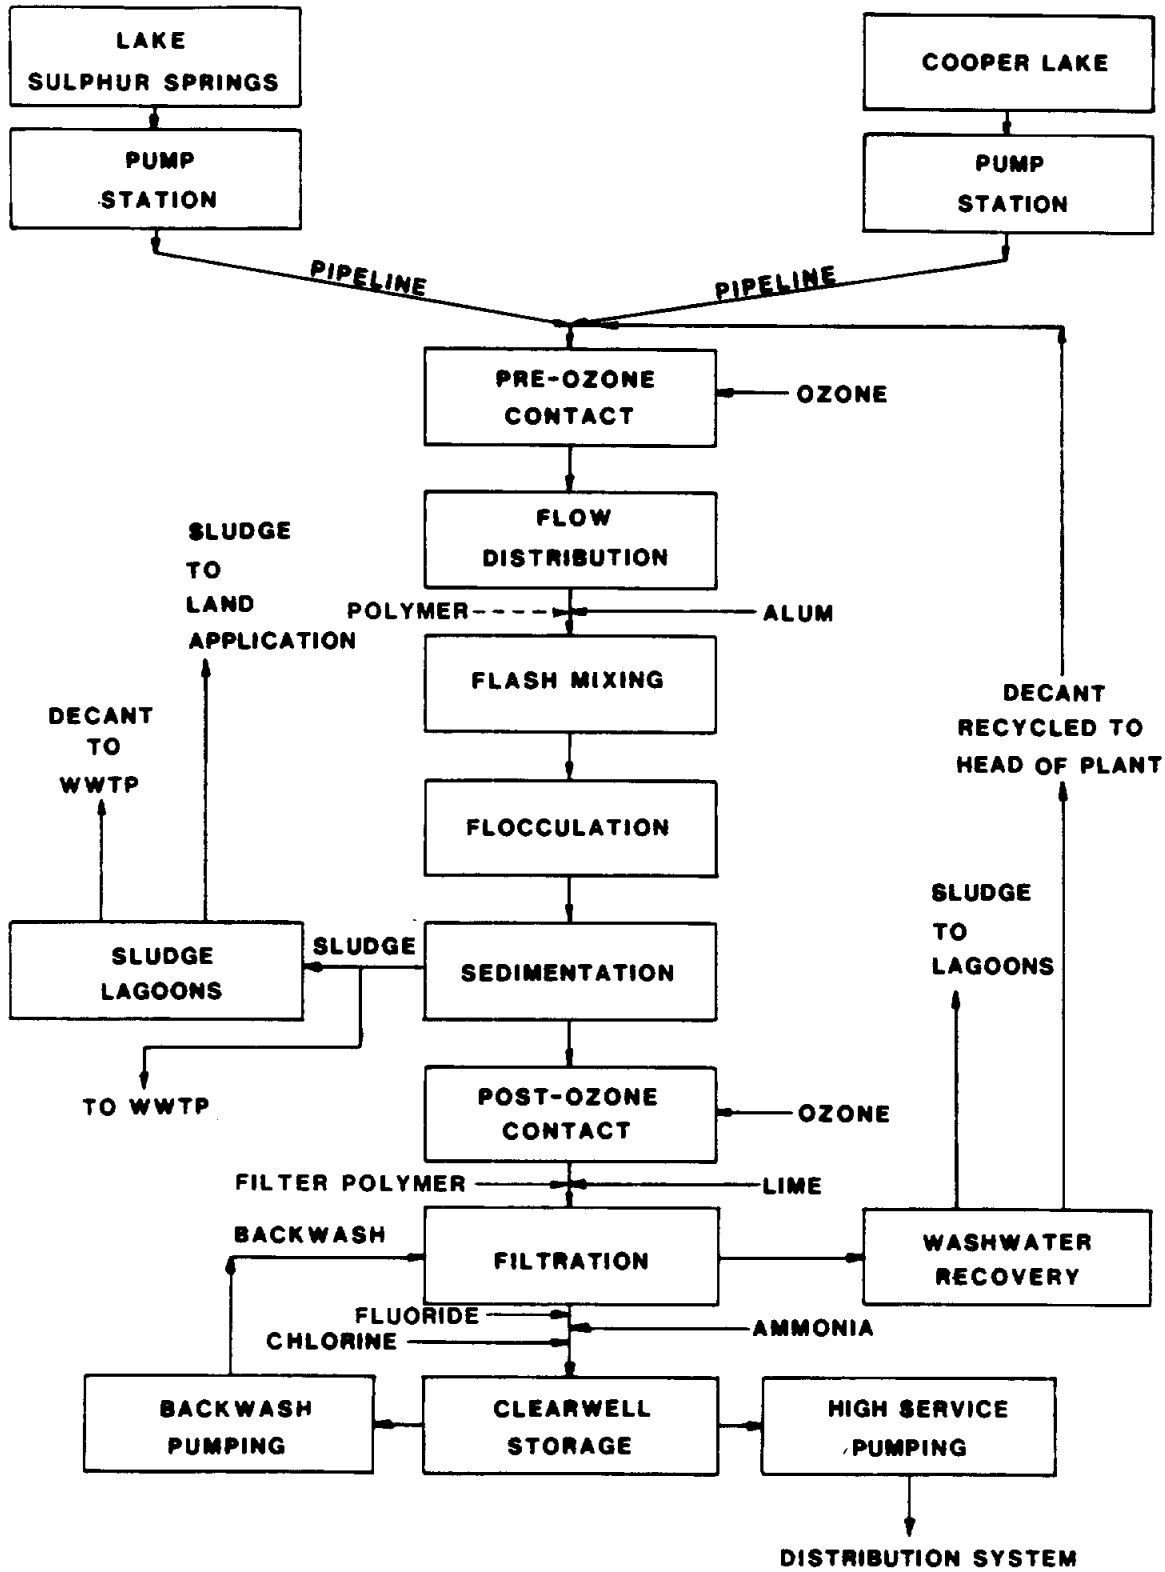 LAKE
SULPHUR SPRINGS
COOPER LAKE
PUMP
STATION
PUMP
STATION
PIPELINE
PIPELINE
PRE-OZONE
CONTACT
OZONE
FLOW
DISTRIBUTION
SLUDGE
TO
LAND
APPLICATION
POLYMER
ALUM
FLASH MIXING
DECANT
TO
WWTP
DECANT
RECYCLED TO
HEAD OF PLANT
FLOCCULATION
SLUDGE
TO
LAGOONS
SLUDGE
LAGOONS
SLUDGE
SEDIMENTATION
TO WWTP
POST-OZONE
CONTACT
OZONE
FILTER POLYMER
LIME
BACKWASH
FILTRATION
WASHWATER
RECOVERY
FLUORIDE
AMMONIA
CHLORINE
BACKWASH
PUMPING
CLEARWELL
STORAGE
HIGH SERVICE
PUMPING
DISTRIBUTION SYSTEM